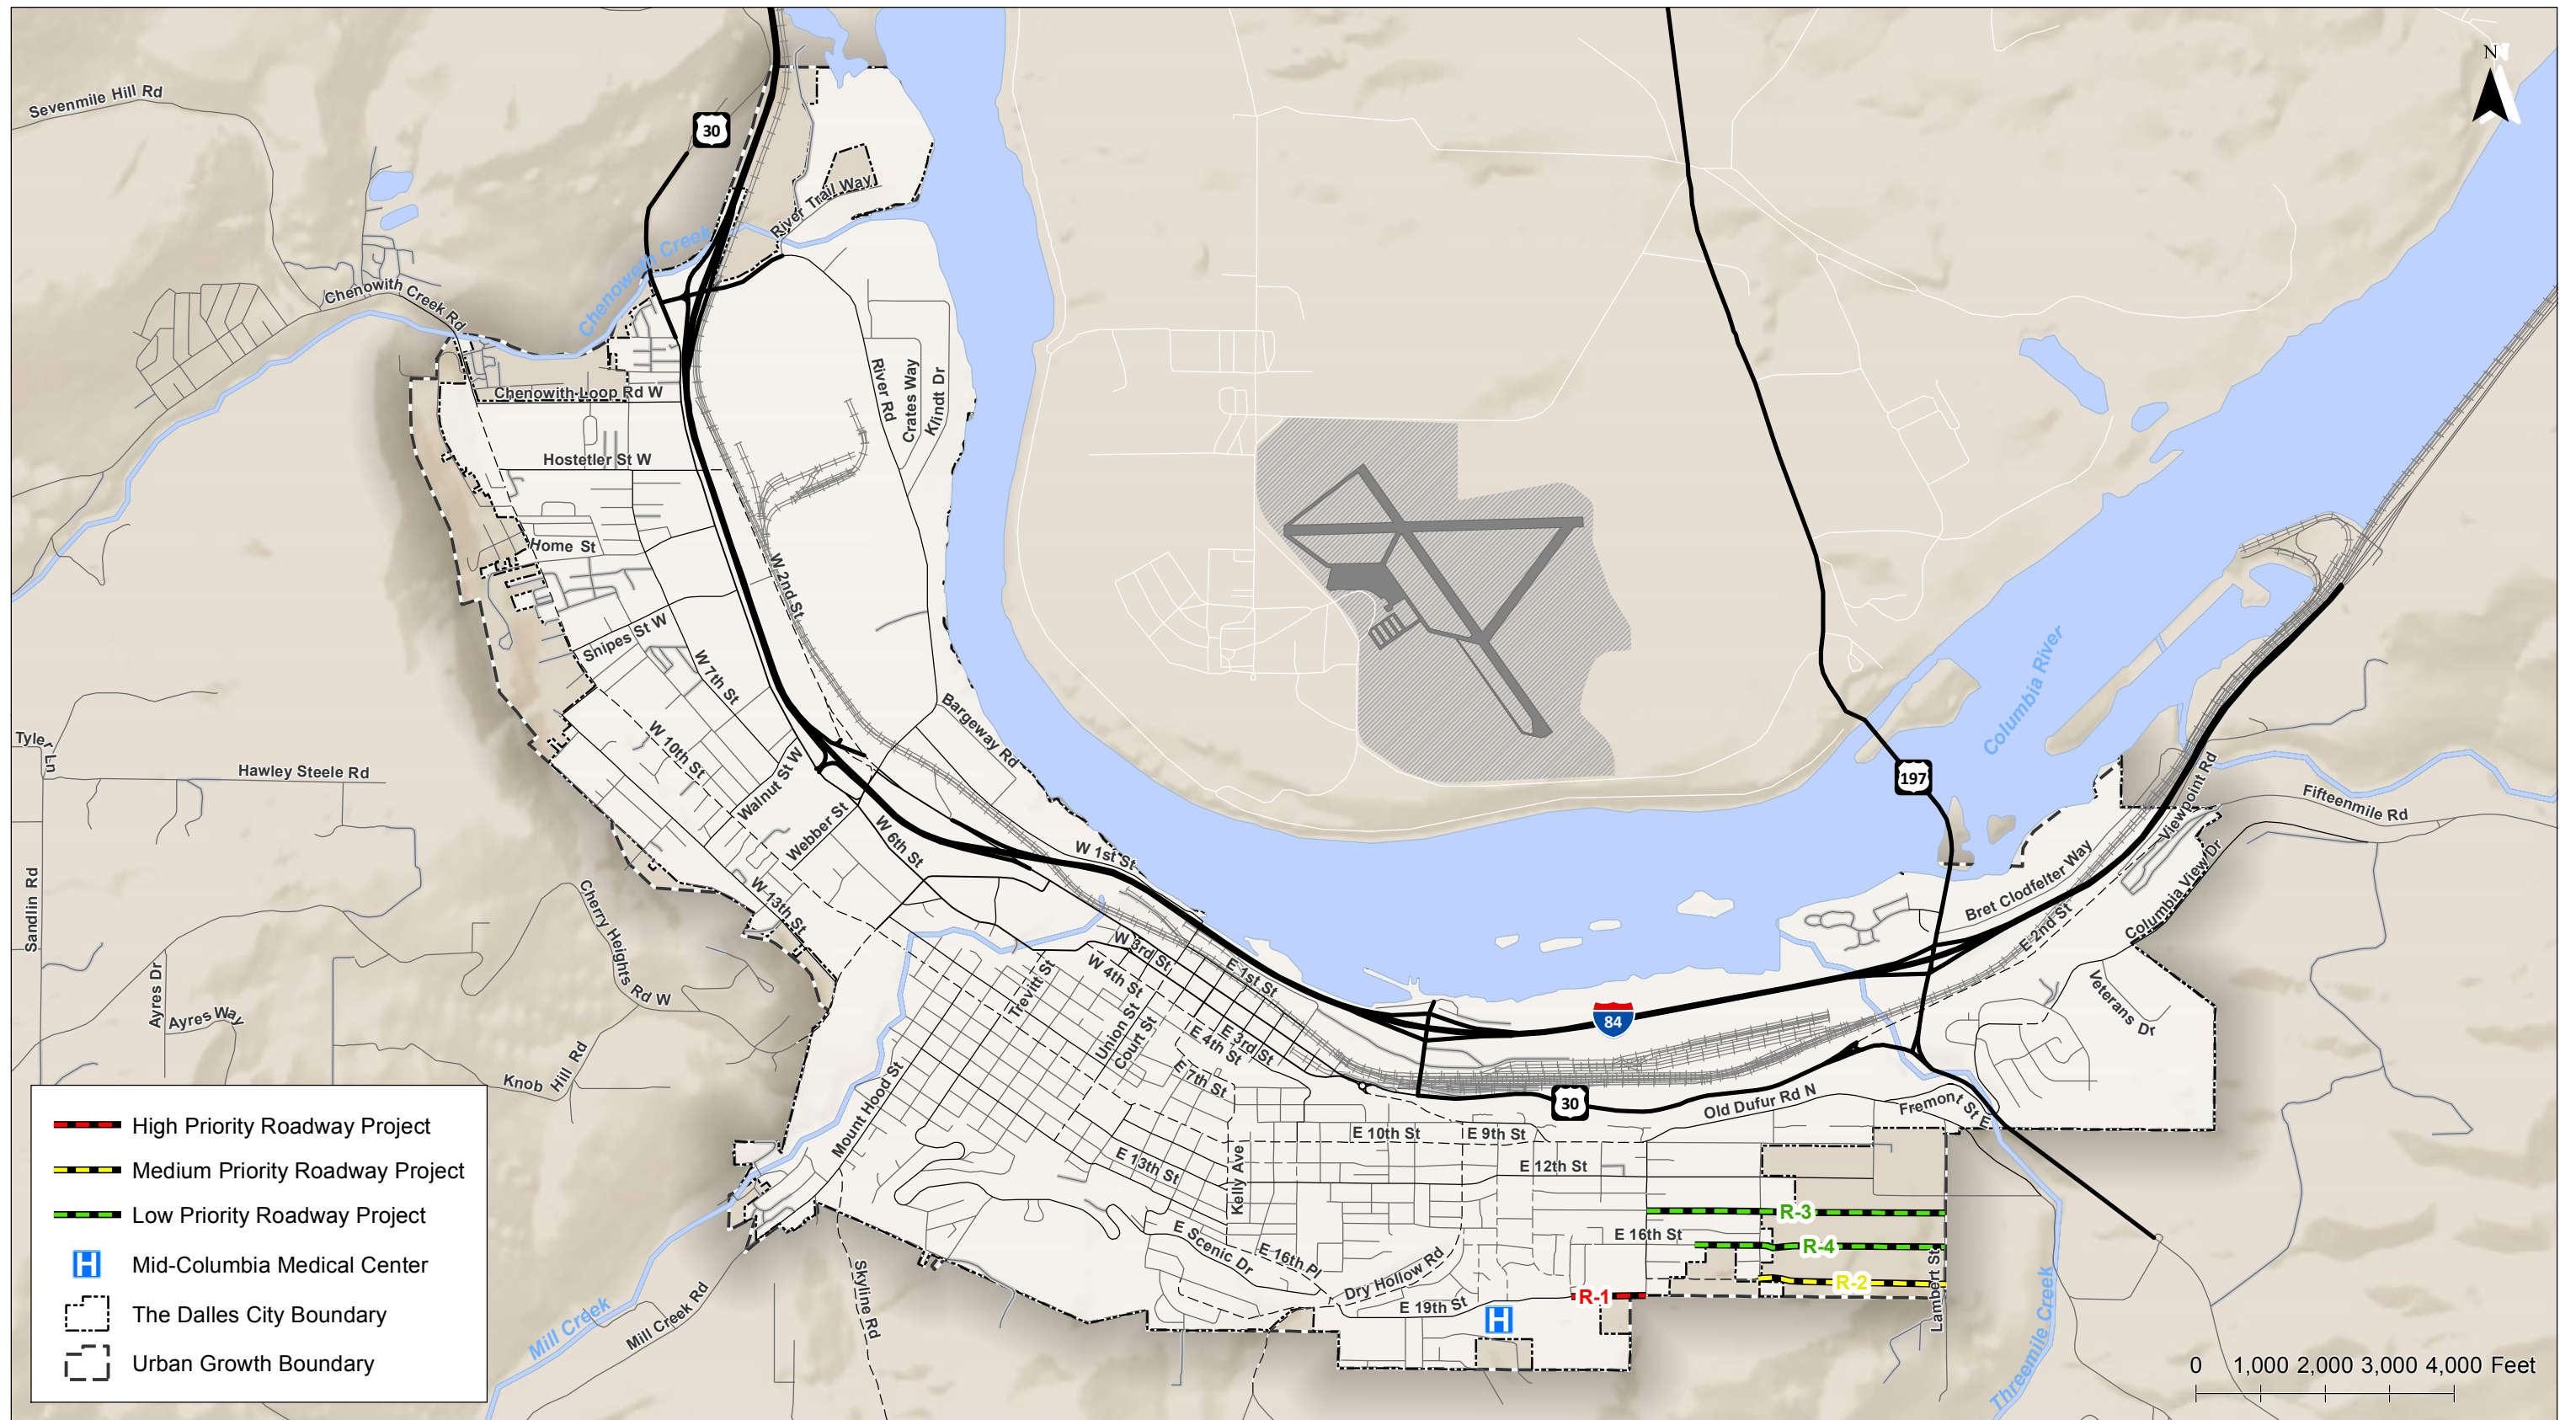 N
Sevenmile Hill Rd
30
River Trail Way
Chenoweth Creek
Chenowith Creek Rd
Chenowith Loop Rd W
River Rd
Crates Way
Klindt Dr
Hostetler St W
Home St
W 2nd St
Snipes St W
W 7th St
Columbia River
Bargeway Rd
W 10th St
Tyler Ln
Hawley Steele Rd
Walnut St W
197
Viewpoint Rd
Fifteenmile Rd
Webber St
W 6th St
W 1st St
Sandlin Rd
Cherry Heights Rd W
W 13th St
Bret Clodfelter Way
Columbia View Dr
E 2nd St
W 3rd St
W 4th St
E 1st St
Trevitt St
Union St
Court St
Ayres Dr
Ayres Way
Veterans Dr
84
E 3rd St
E 4th St
E 7th St
Knob Hill Rd
Mount Hood St
30
Old Dufur Rd N
Fremont St E
E 10th St
E 9th St
E 12th St
E 13th St
Kelly Ave
R-3
E 16th St
R-4
E Scenic Dr
E 16th Pl
Dry Hollow Rd
R-2
R-1
E 19th St
H
Lambert St
Skyline Rd
Mill Creek Rd
Mill Creek
Threemile Creek
High Priority Roadway Project
Medium Priority Roadway Project
Low Priority Roadway Project
H Mid-Columbia Medical Center
The Dalles City Boundary
Urban Growth Boundary
0 1,000 2,000 3,000 4,000 Feet